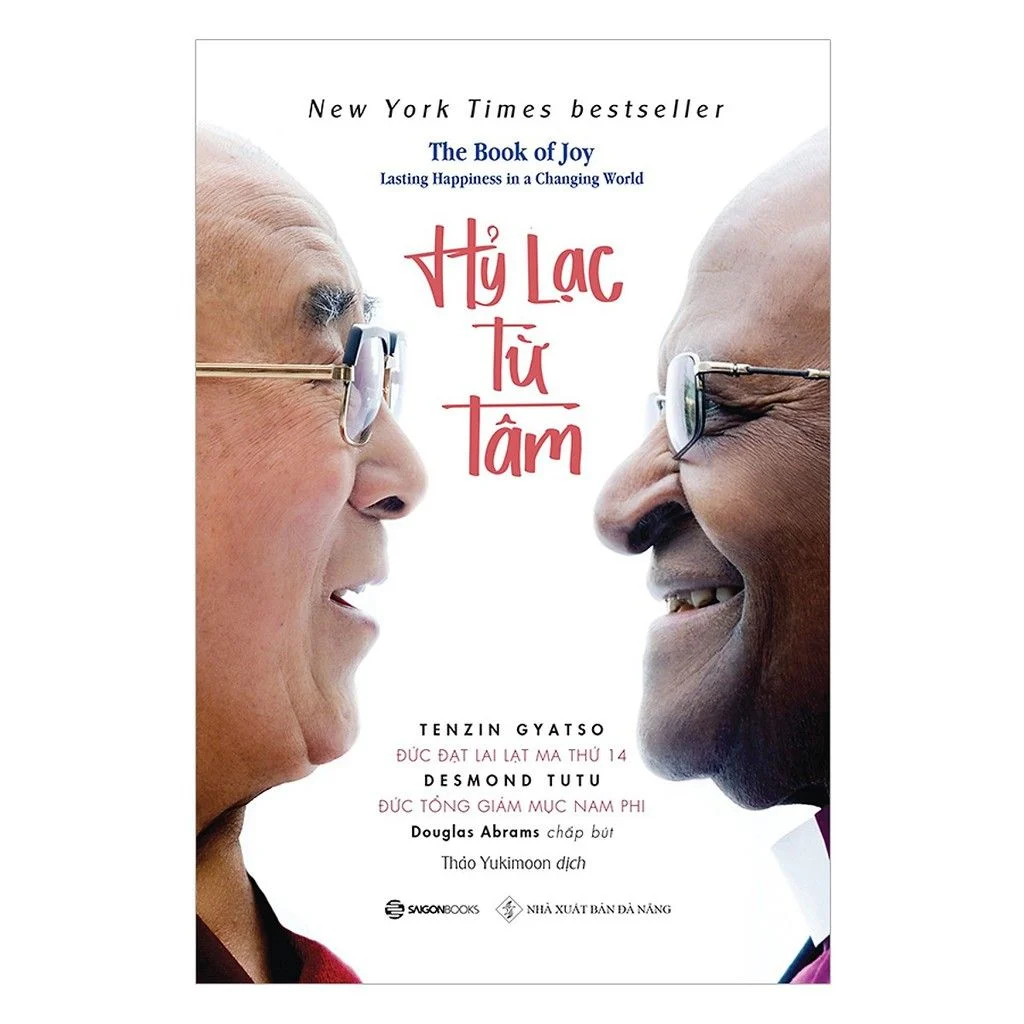 New York Times bestseller
The Book of Joy
Lasting Happiness in a Changing World
Hỷ Lạc
Từ
Tâm
TENZIN GYATSO
ĐỨC ĐẠT LAI LẠT MA THỨ 14
DESMOND TUTU
ĐỨC TỔNG GIÁM MỤC NAM PHI
Douglas Abrams chấp bút
Thảo Yukimoon dịch
SAIGONBOOKS NHÀ XUẤT BẢN ĐÀ NẴNG